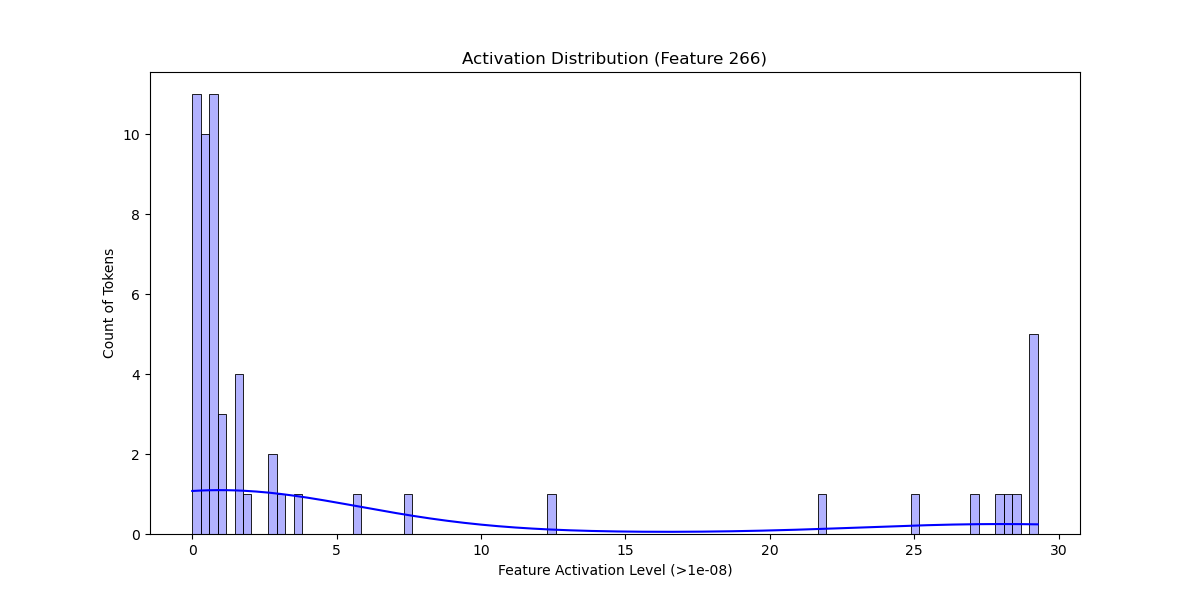 Activation Distribution (Feature 266)
Count of Tokens
10
8
6
4
2
0
0 5 10 15 20 25 30
Feature Activation Level (>1e-08)